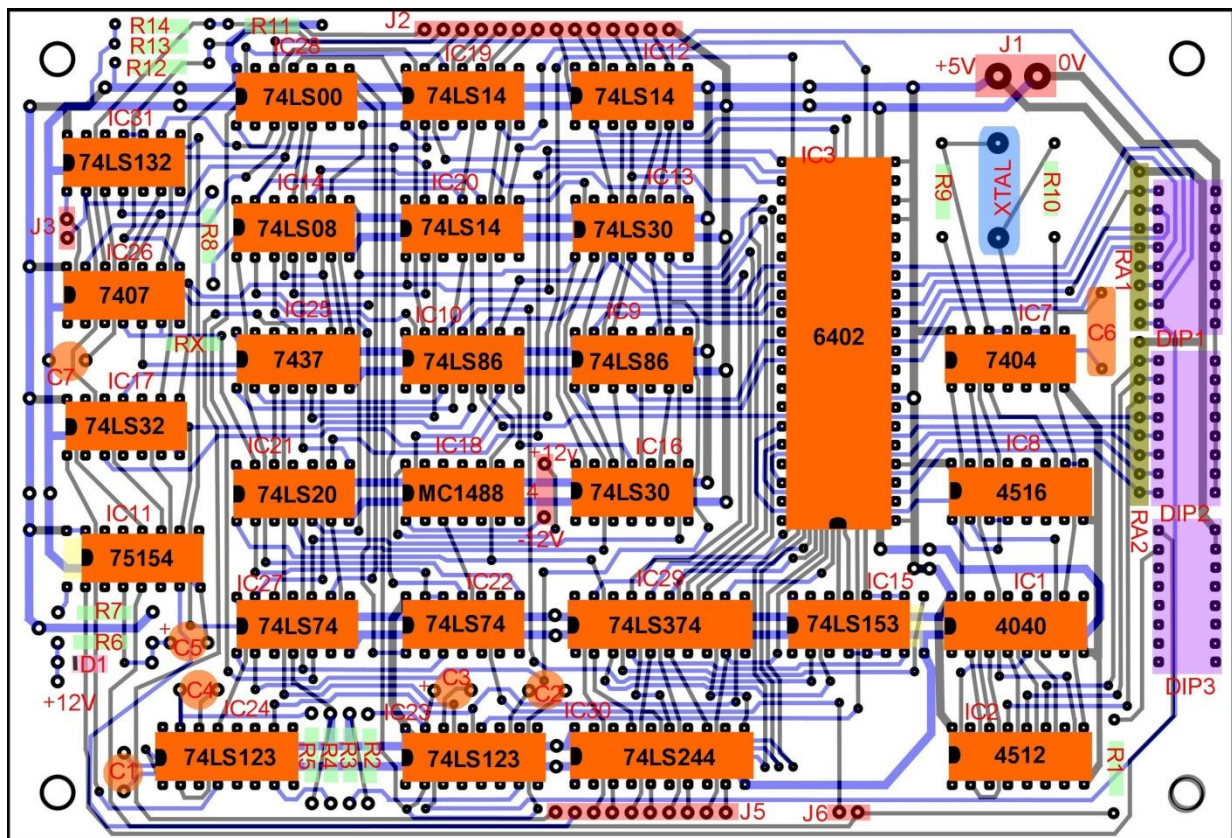 R14 R11 J2
R13 IC28 IC19 IC12 J1
R12 +5V 0V
74LS00 74LS14 74LS14
IC31
74LS132 IC3 XTAL
IC14 IC20 IC13 R9 R10
J3 R8 74LS08 74LS14 74LS30
IC26 RA1
7407 IC25 IC10 IC9 IC7 C6
RX 7437 74LS86 74LS86 6402 7404 DIP1
C7
IC17
74LS32 IC21 IC18 +12v IC16 IC8
74LS20 MC1488 4 74LS30 4516
IC11 -12V DIP2
RA2
75154 IC27 IC22 IC29 IC15 IC1
R7 74LS74 74LS74 74LS374 74LS153 4040
R6 + C5
D1 DIP3
+12V C4 + C3 C2
IC24 IC23 IC30 IC2
C1 74LS123 R5 R4 R3 R2 74LS123 74LS244 4512 R1
J5 J6